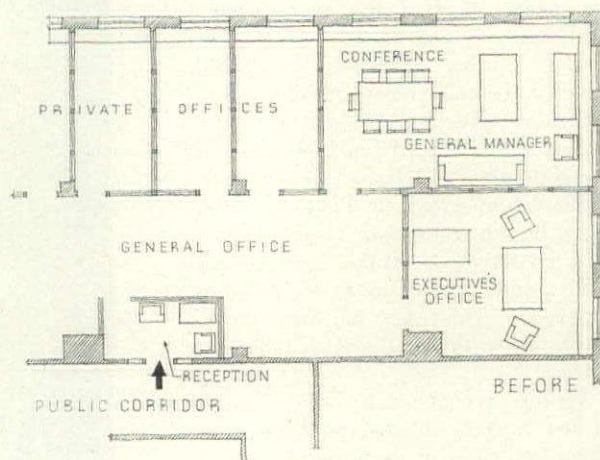 CONFERENCE
PRIVATE OFFICES
GENERAL MANAGER
GENERAL OFFICE
EXECUTIVE'S
OFFICE
RECEPTION
BEFORE
PUBLIC CORRIDOR